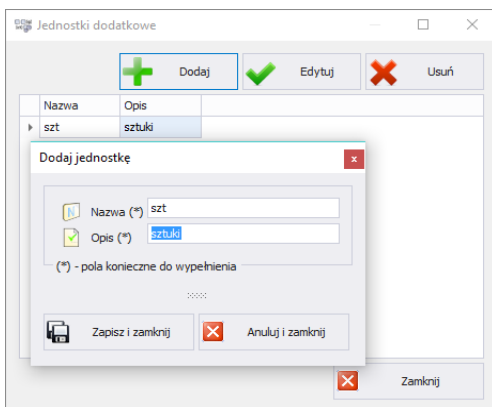 Jednostki dodatkowe
Dodaj Edytuj Usuń
Nazwa Opis
szt sztuki
Dodaj jednostkę
x
N Nazwa (*) szt
Opis (*) sztuki
(*) - pola konieczne do wypełnienia
Zapisz i zamknij Anuluj i zamknij
Zamknij